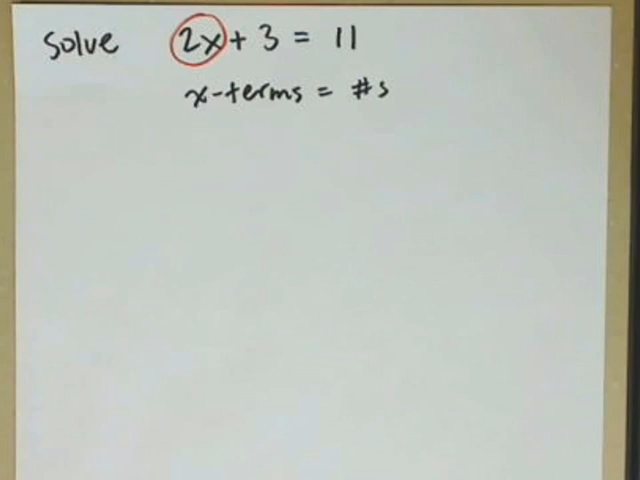 Solve 2x + 3 = 11
x-terms = #s